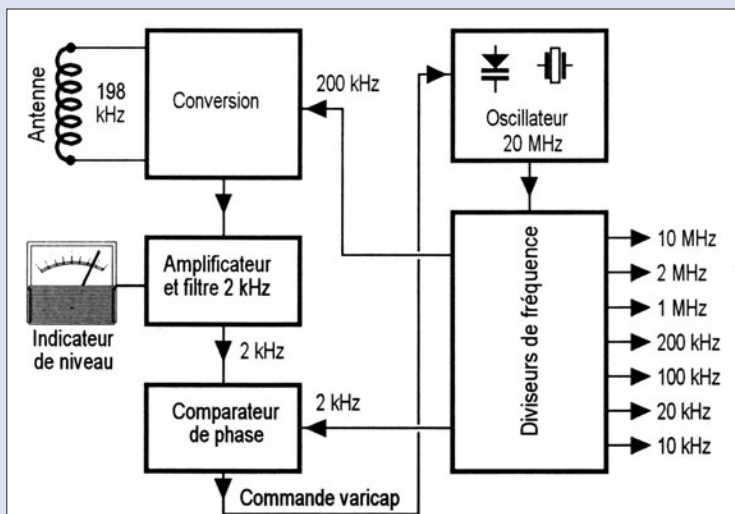 Antenne
198
kHz
Conversion
200 kHz
Oscillateur
20 MHz
Amplificateur
et filtre 2 kHz
Indicateur
de niveau
2 kHz
Comparateur
de phase
2 kHz
Commande varicap
Diviseurs de fréquence
10 MHz
2 MHz
1 MHz
200 kHz
100 kHz
20 kHz
10 kHz